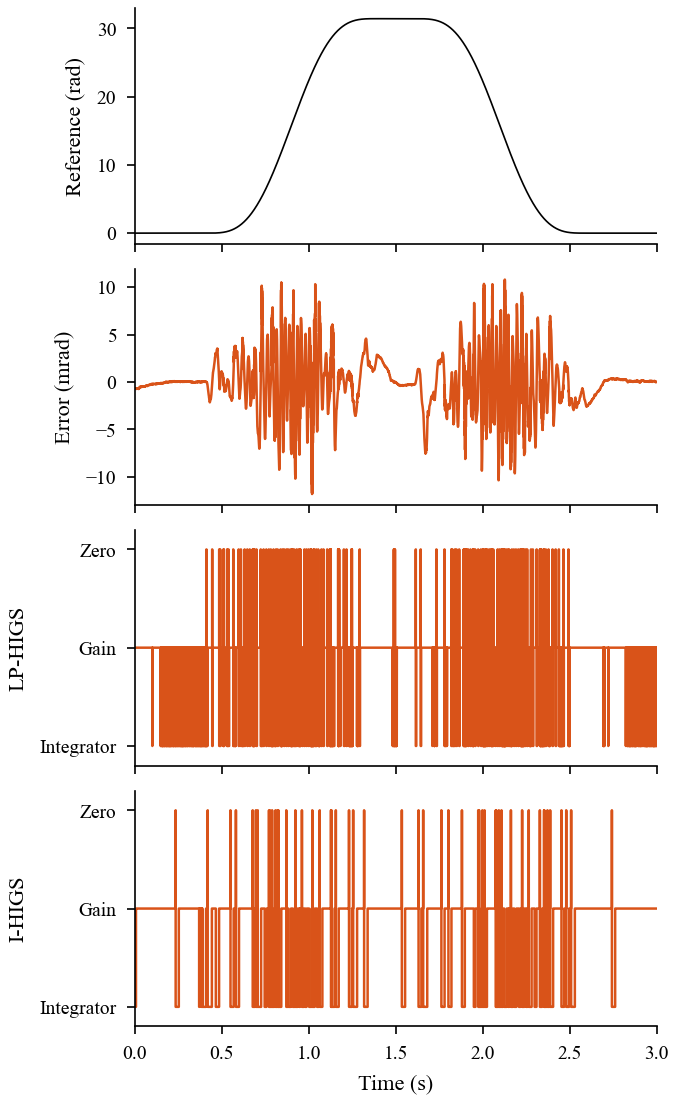 30
20
10
0
Reference (rad)
10
5
0
−5
−10
Error (mrad)
Zero
Gain
Integrator
LP-HIGS
Zero
Gain
Integrator
I-HIGS
0.0 0.5 1.0 1.5 2.0 2.5 3.0
Time (s)